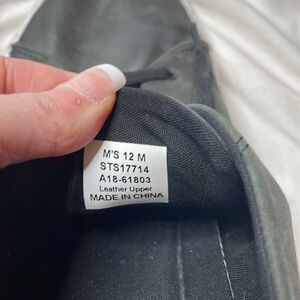 M'S 12 M
STS17714
A18-61803
Leather Upper
MADE IN CHINA